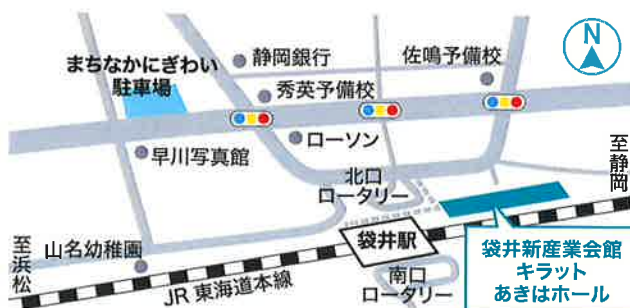 静岡銀行
佐鳴予備校
N
まちなかにぎわい
駐車場
秀英予備校
ローソン
早川写真館
至静岡
北口
ロータリー
袋井駅
至浜松
山名幼稚園
JR 東海道本線
南口
ロータリー
袋井新産業会館
キラット
あきはホール